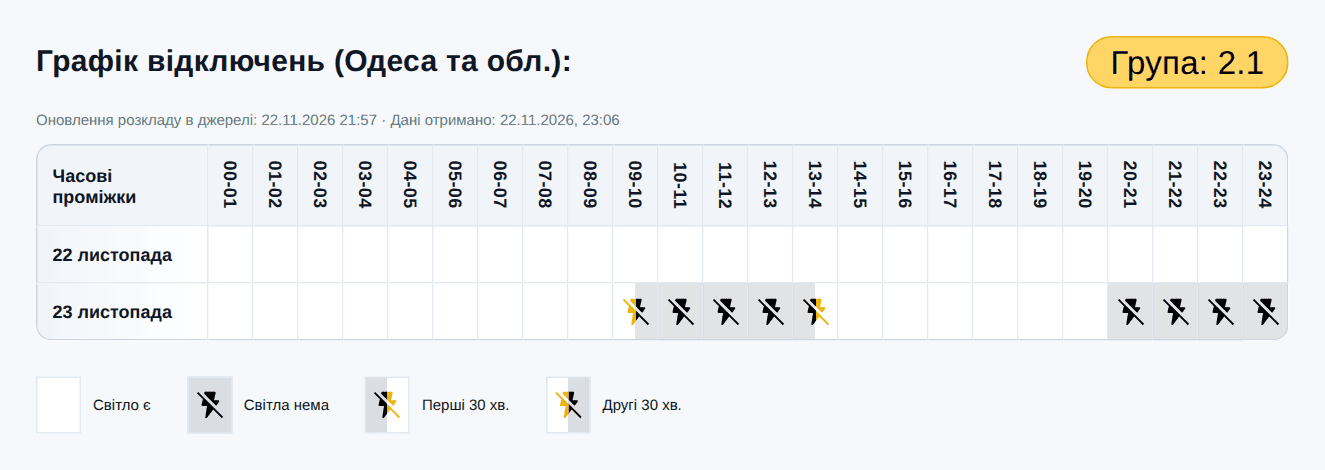 Графік відключень (Одеса та обл.):
Група: 2.1
Оновлення розкладу в джерелі: 22.11.2026 21:57 · Дані отримано: 22.11.2026, 23:06
Часові
проміжки
00-01
01-02
02-03
03-04
04-05
05-06
06-07
07-08
08-09
09-10
10-11
11-12
12-13
13-14
14-15
15-16
16-17
17-18
18-19
19-20
20-21
21-22
22-23
23-24
22 листопада
23 листопада
Світло є
Світла нема
Перші 30 хв.
Другі 30 хв.